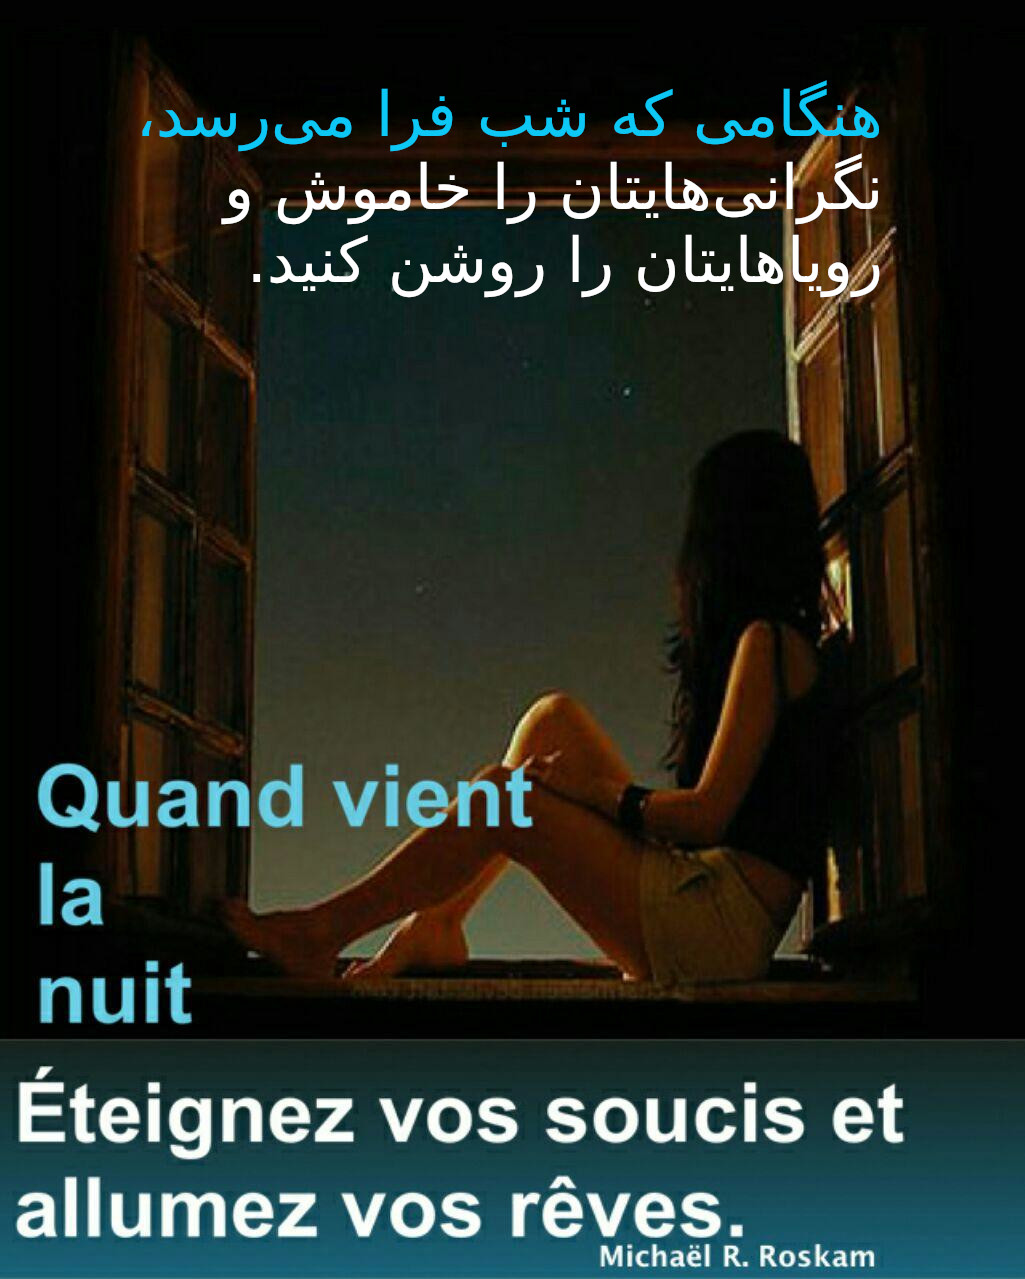 هنگامی که شب فرا می‌رسد،
نگرانی‌هایتان را خاموش و
رویاهایتان را روشن کنید.
Quand vient
la
nuit
Éteignez vos soucis et
allumez vos rêves.
Michaël R. Roskam